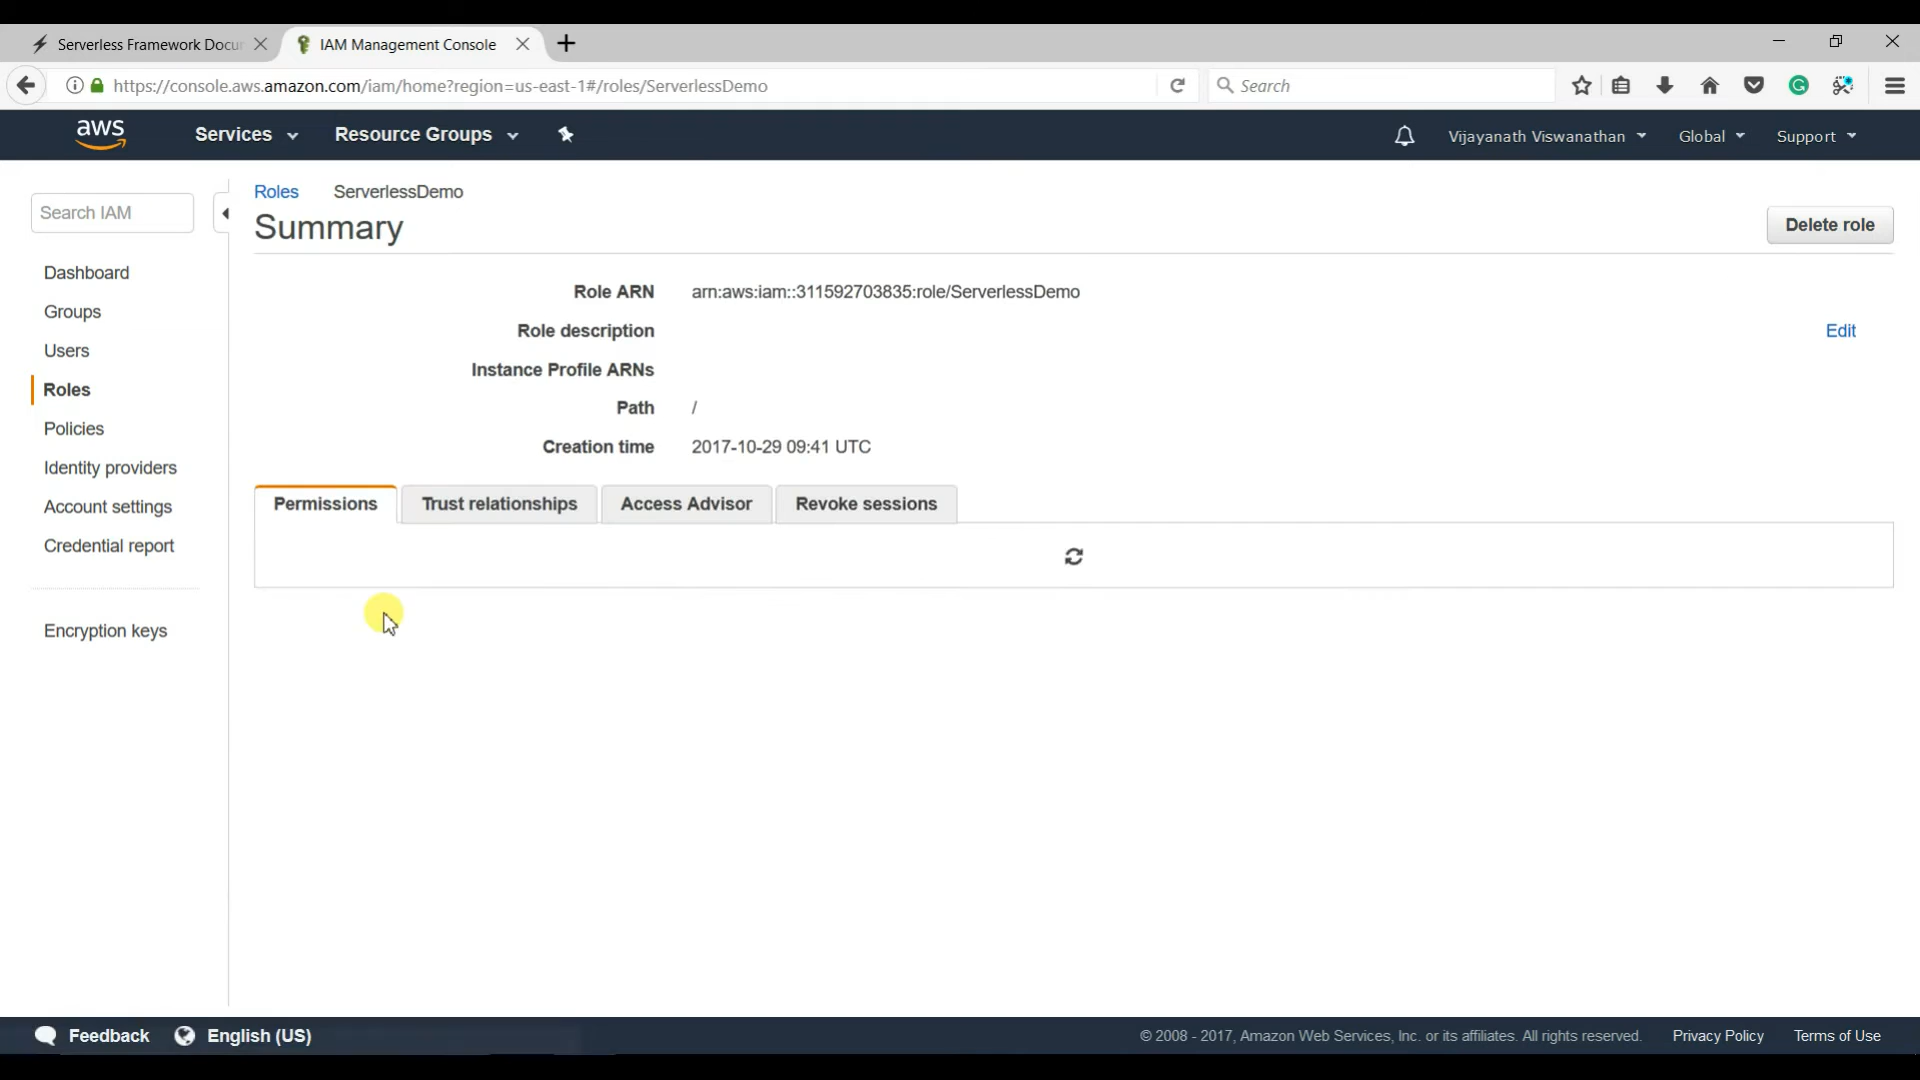 Serverless Framework Docu
IAM Management Console
https://console.aws.amazon.com/iam/home?region=us-east-1#/roles/ServerlessDemo
Search
aws
Services
Resource Groups
Vijayanath Viswanathan
Global
Support
Search IAM
Dashboard
Groups
Users
Roles
Policies
Identity providers
Account settings
Credential report
Encryption keys
Roles ServerlessDemo
Summary
Delete role
Role ARN arn:aws:iam::311592703835:role/ServerlessDemo
Role description
Edit
Instance Profile ARNs
Path /
Creation time 2017-10-29 09:41 UTC
Permissions
Trust relationships
Access Advisor
Revoke sessions
Feedback
English (US)
© 2008 - 2017, Amazon Web Services, Inc. or its affiliates. All rights reserved.
Privacy Policy
Terms of Use